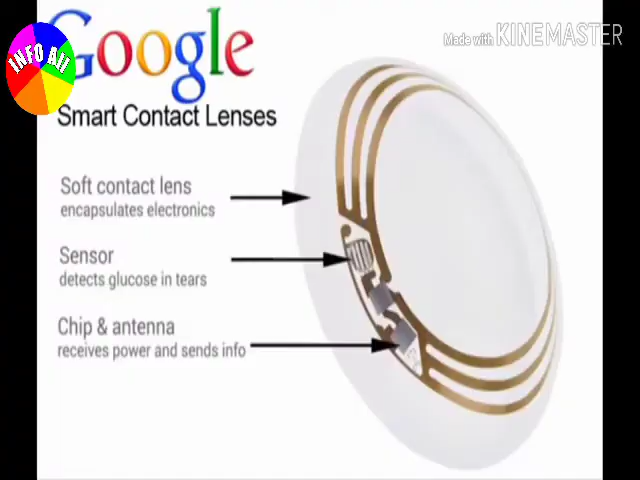 INFO All
Made with KINEMASTER
Google
Smart Contact Lenses
Soft contact lens
encapsulates electronics
Sensor
detects glucose in tears
Chip & antenna
receives power and sends info